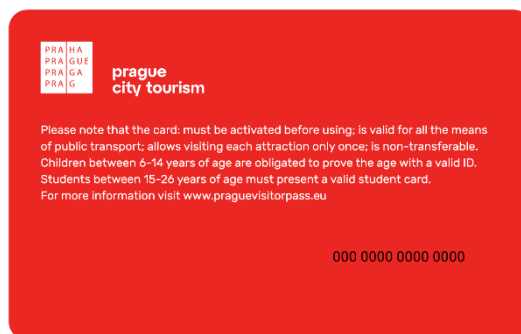 PRA HA
PRA GUE
PRA GA
PRA G
prague
city tourism
Please note that the card: must be activated before using; is valid for all the means
of public transport; allows visiting each attraction only once; is non-transferable.
Children between 6-14 years of age are obligated to prove the age with a valid ID.
Students between 15-26 years of age must present a valid student card.
For more information visit www.praguevisitorpass.eu
000 0000 0000 0000